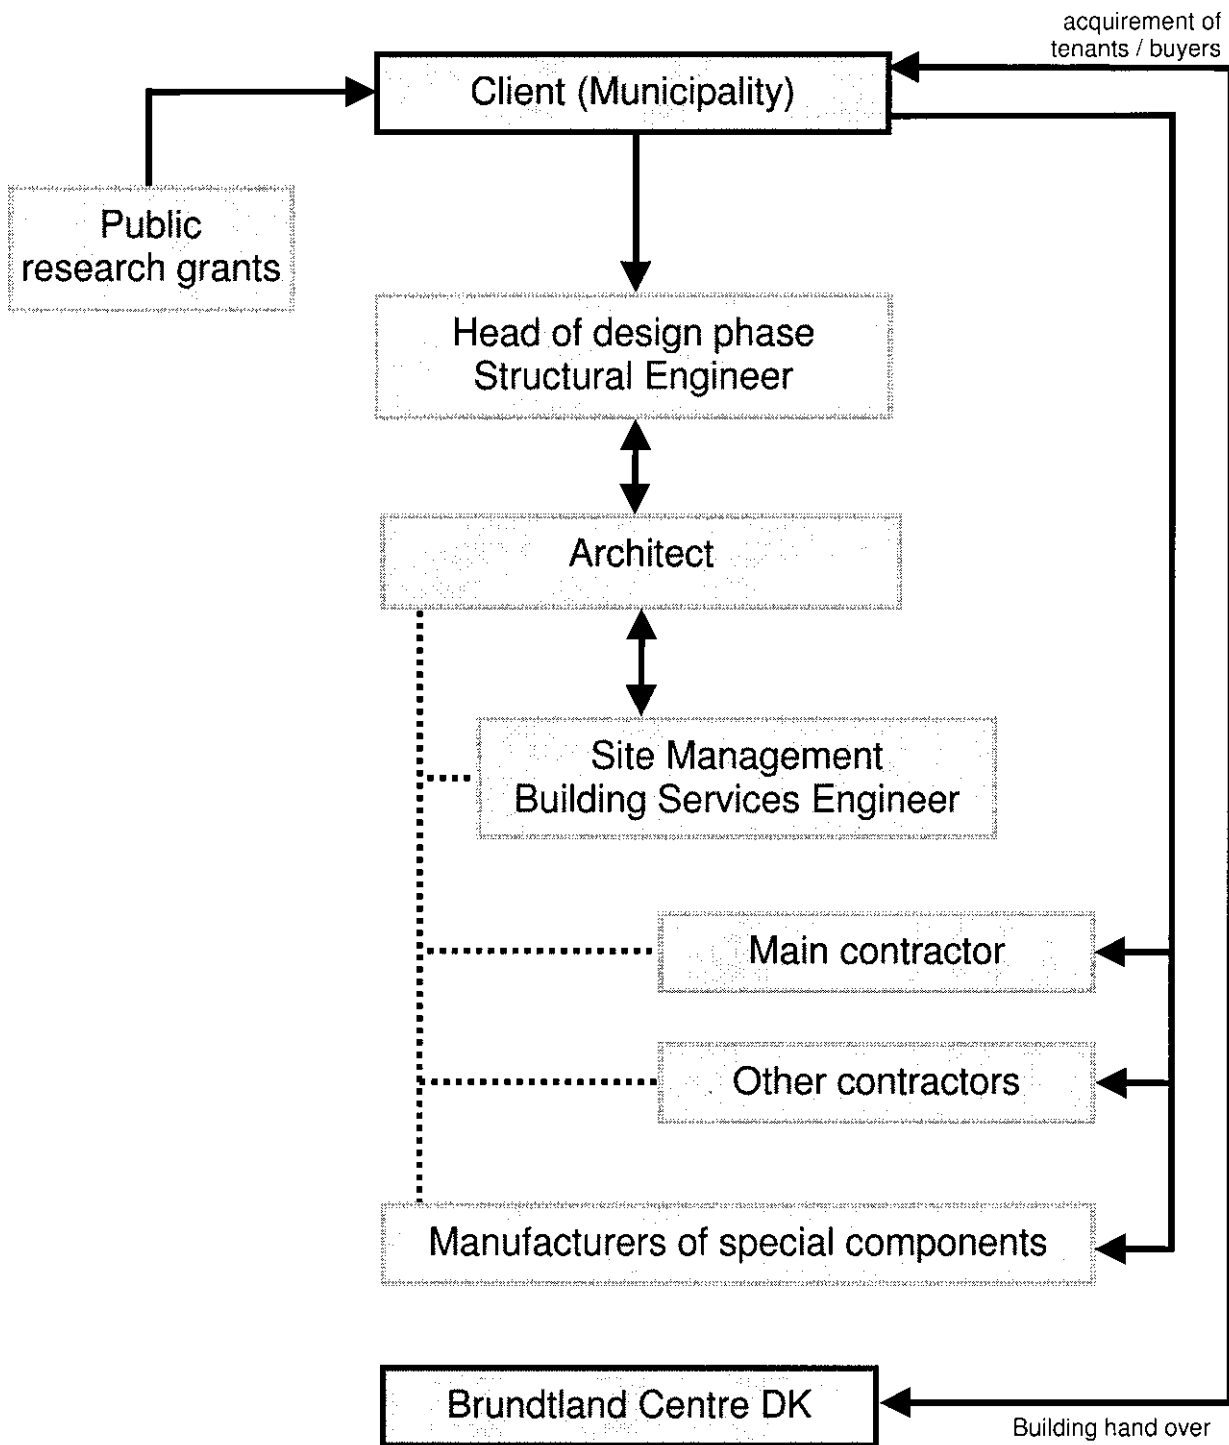 acquirement of
tenants / buyers
Client (Municipality)
Public
research grants
Head of design phase
Structural Engineer
Architect
Site Management
Building Services Engineer
Main contractor
Other contractors
Manufacturers of special components
Brundtland Centre DK
Building hand over